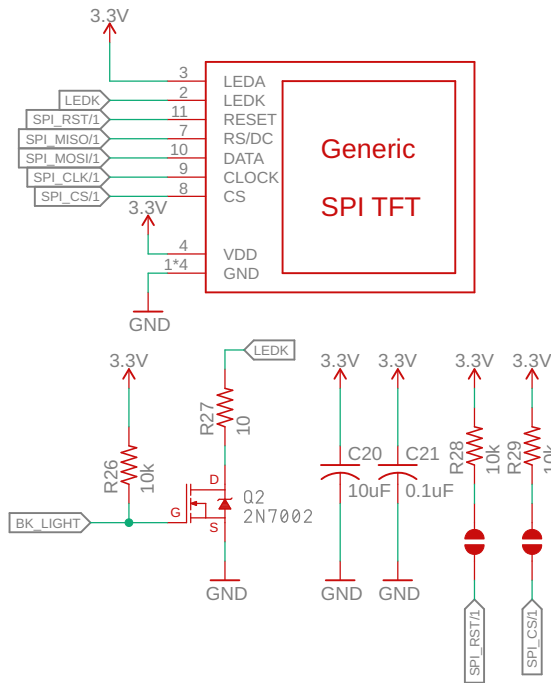 3.3V
3 LEDA
LEDK 2 LEDK
SPI_RST/1 11 RESET
SPI_MISO/1 7 RS/DC
SPI_MOSI/1 10 DATA
SPI_CLK/1 9 CLOCK
SPI_CS/1 8 CS
Generic
SPI TFT
3.3V
4 VDD
1*4 GND
GND
3.3V
R26
10k
BK_LIGHT
LEDK
R27
10
D
G
S
Q2
2N7002
GND
3.3V
C20
10uF
GND
3.3V
C21
0.1uF
GND
3.3V
R28
10k
SPI_RST/1
3.3V
R29
10k
SPI_CS/1